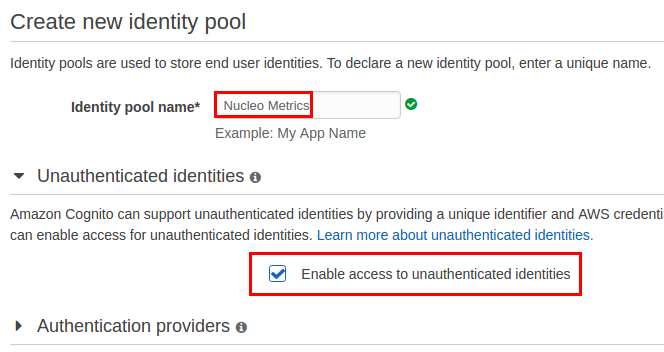 Create new identity pool
Identity pools are used to store end user identities. To declare a new identity pool, enter a unique name.
Identity pool name* Nucleo Metrics
Example: My App Name
Unauthenticated identities
Amazon Cognito can support unauthenticated identities by providing a unique identifier and AWS credenti
can enable access for unauthenticated identities. Learn more about unauthenticated identities.
Enable access to unauthenticated identities
Authentication providers